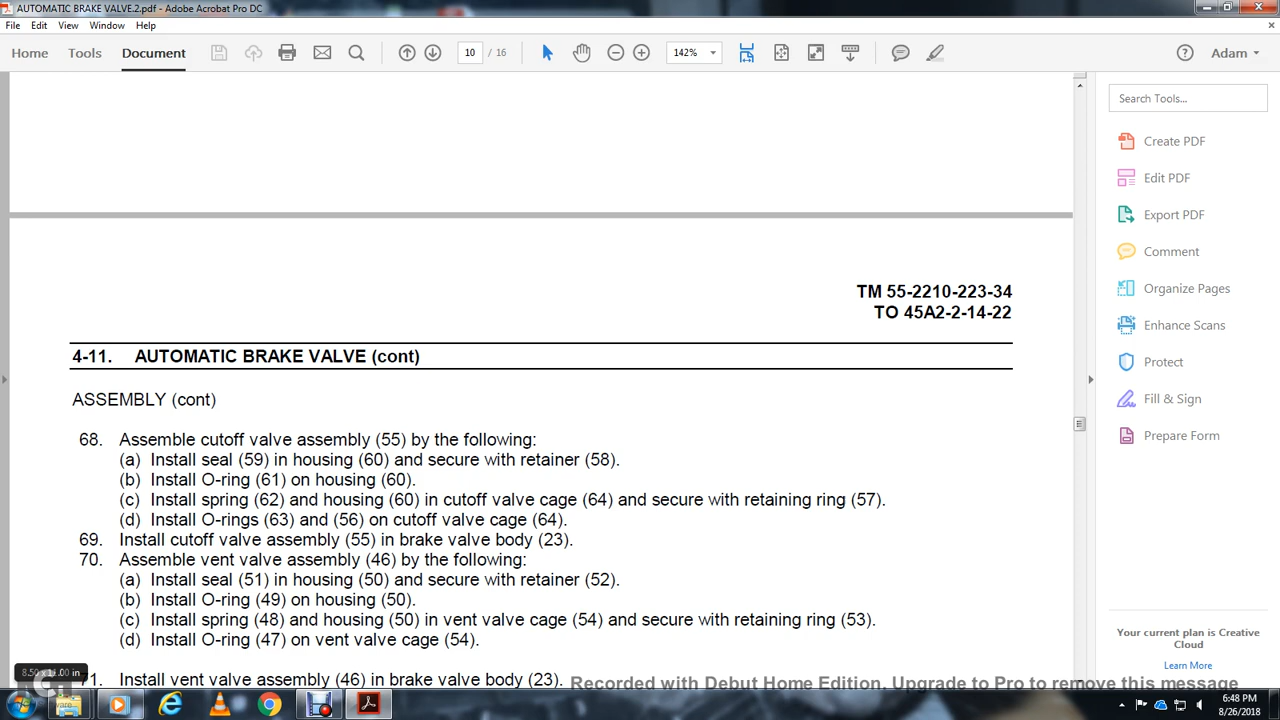 AUTOMATIC BRAKE VALVE.2.pdf - Adobe Acrobat Pro DC
File Edit View Window Help
Home Tools Document 10 / 16 142% Adam
Search Tools...
Create PDF
Edit PDF
Export PDF
Comment
Organize Pages
Enhance Scans
Protect
Fill & Sign
Prepare Form
Your current plan is Creative
Cloud
Learn More
TM 55-2210-223-34
TO 45A2-2-14-22
4-11. AUTOMATIC BRAKE VALVE (cont)
ASSEMBLY (cont)
68. Assemble cutoff valve assembly (55) by the following:
(a) Install seal (59) in housing (60) and secure with retainer (58).
(b) Install O-ring (61) on housing (60).
(c) Install spring (62) and housing (60) in cutoff valve cage (64) and secure with retaining ring (57).
(d) Install O-rings (63) and (56) on cutoff valve cage (64).
69. Install cutoff valve assembly (55) in brake valve body (23).
70. Assemble vent valve assembly (46) by the following:
(a) Install seal (51) in housing (50) and secure with retainer (52).
(b) Install O-ring (49) on housing (50).
(c) Install spring (48) and housing (50) in vent valve cage (54) and secure with retaining ring (53).
(d) Install O-ring (47) on vent valve cage (54).
8.50 x 11.00 in
71. Install vent valve assembly (46) in brake valve body (23).
Recorded with Debut Home Edition. Upgrade to Pro to remove this message
6:48 PM
8/26/2018